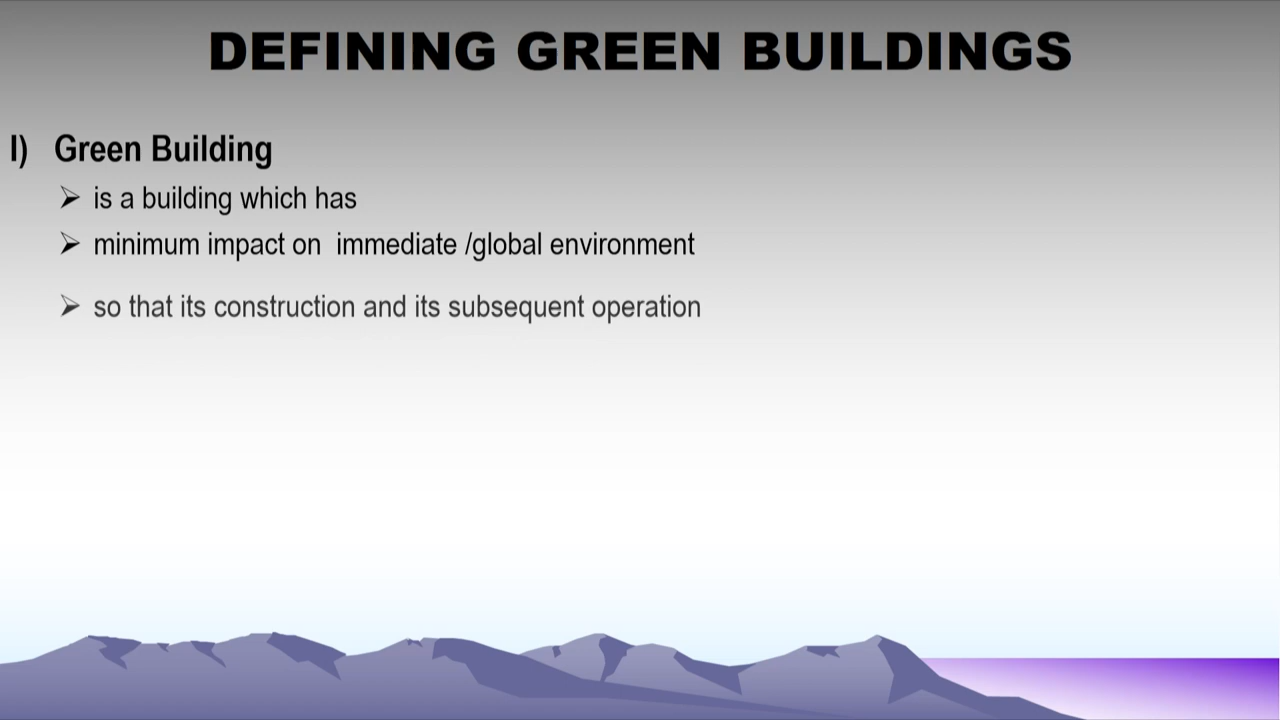 DEFINING GREEN BUILDINGS
I) Green Building
➢ is a building which has
➢ minimum impact on  immediate /global environment
➢ so that its construction and its subsequent operation